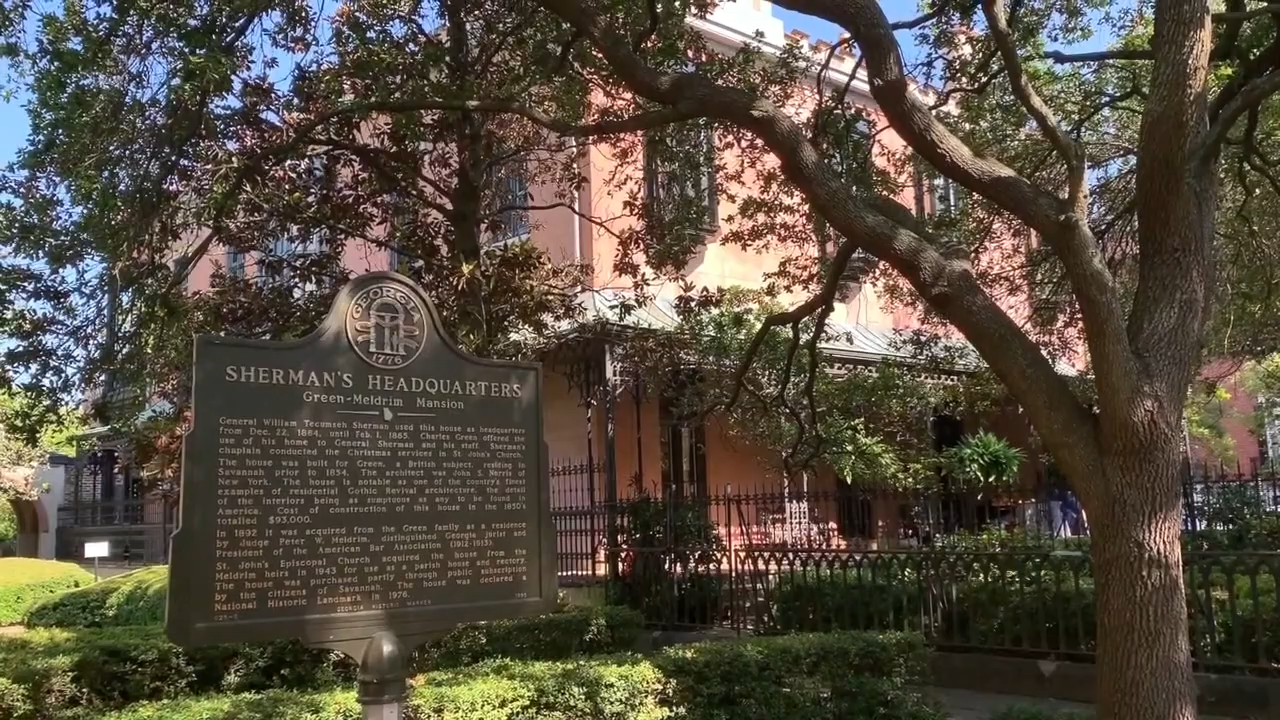 GEORGIA
1776
SHERMAN'S HEADQUARTERS
Green-Meldrim Mansion
General William Tecumseh Sherman used this house as headquarters
from Dec. 22, 1864, until Feb. 1, 1865. Charles Green offered the
use of his home to General Sherman and his staff. Sherman's
chaplain conducted the Christmas services in St. John's Church.
The house was built for Green, a British subject, residing in
Savannah prior to 1854. The architect was John S. Norris of
New York. The house is notable as one of the country's finest
examples of residential Gothic Revival architecture, the detail
of the interiors being as sumptuous as any to be found in
America. Cost of construction of this house in the 1850's
totalled $93,000.
In 1892 it was acquired from the Green family as a residence
by Judge Peter W. Meldrim, distinguished Georgia jurist and
President of the American Bar Association (1912-1913).
St. John's Episcopal Church acquired the house from the
Meldrim heirs in 1943 for use as a parish house and rectory.
The house was purchased partly through public subscription
by the citizens of Savannah. The house was declared a
National Historic Landmark in 1976.
GEORGIA HISTORIC MARKER